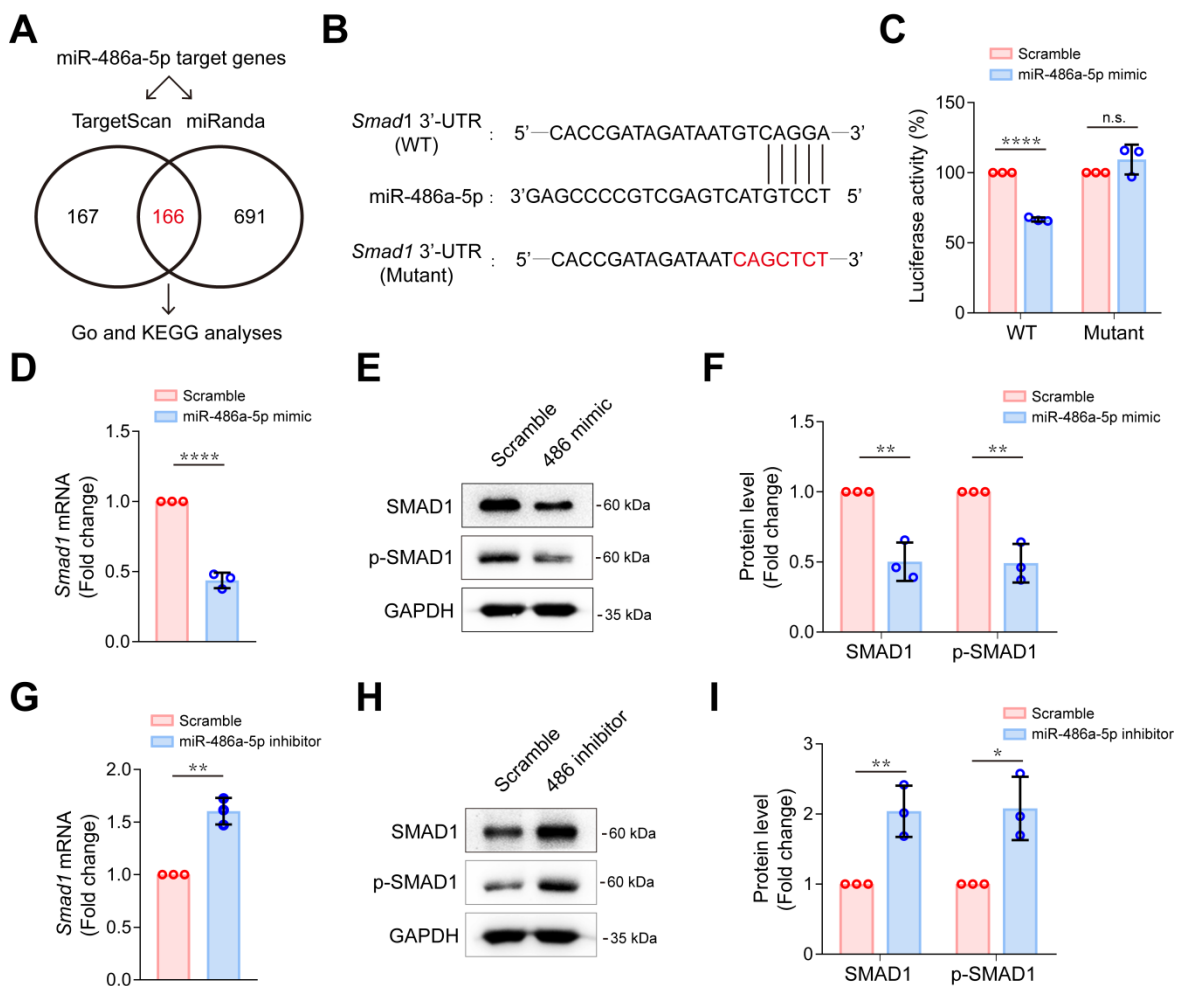 A
miR-486a-5p target genes
TargetScan miRanda
167 166 691
Go and KEGG analyses
B
Smad1 3'-UTR (WT) : 5' CACCGATAGATAATGTCAGGA 3'
miR-486a-5p : 3'GAGCCCCGTCGAGTCATGTCCT 5'
Smad1 3'-UTR (Mutant) : 5' CACCGATAGATAATCAGCTCT 3'
C
Scramble
miR-486a-5p mimic
Luciferase activity (%)
150
100
50
0
****
n.s.
WT Mutant
D
Scramble
miR-486a-5p mimic
Smad1 mRNA
(Fold change)
1.5
1.0
0.5
0.0
****
E
Scramble
486 mimic
SMAD1 -60 kDa
p-SMAD1 -60 kDa
GAPDH -35 kDa
F
Scramble
miR-486a-5p mimic
Protein level
(Fold change)
1.5
1.0
0.5
0.0
** **
SMAD1 p-SMAD1
G
Scramble
miR-486a-5p inhibitor
Smad1 mRNA
(Fold change)
2.0
1.5
1.0
0.5
0.0
**
H
Scramble
486 inhibitor
SMAD1 -60 kDa
p-SMAD1 -60 kDa
GAPDH -35 kDa
I
Scramble
miR-486a-5p inhibitor
Protein level
(Fold change)
3
2
1
0
** *
SMAD1 p-SMAD1